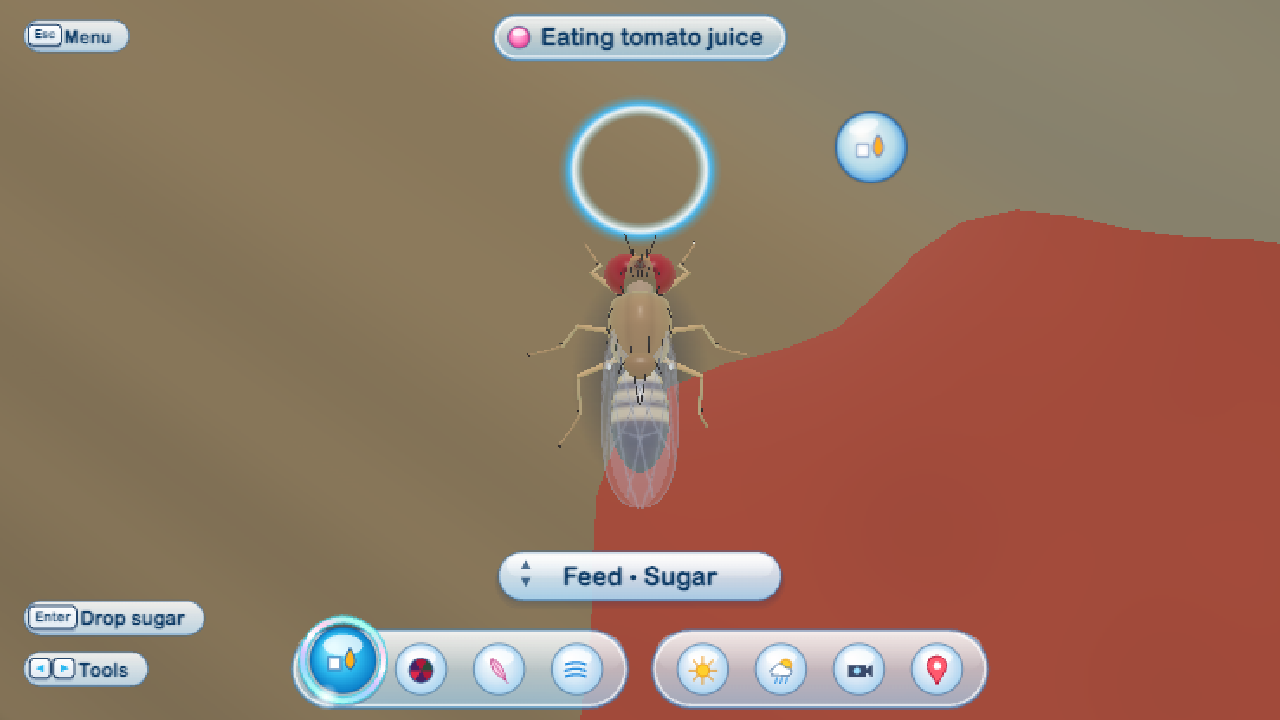 Esc Menu
Eating tomato juice
Feed • Sugar
Enter Drop sugar
Tools